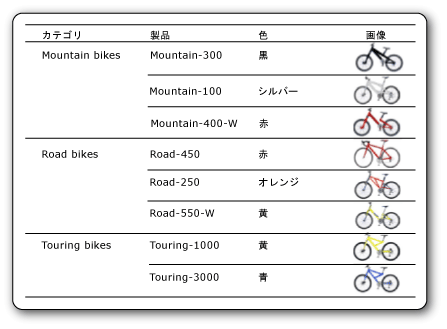 カテゴリ 製品 色 画像
Mountain bikes Mountain-300 黒
Mountain-100 シルバー
Mountain-400-W 赤
Road bikes Road-450 赤
Road-250 オレンジ
Road-550-W 黄
Touring bikes Touring-1000 黄
Touring-3000 青